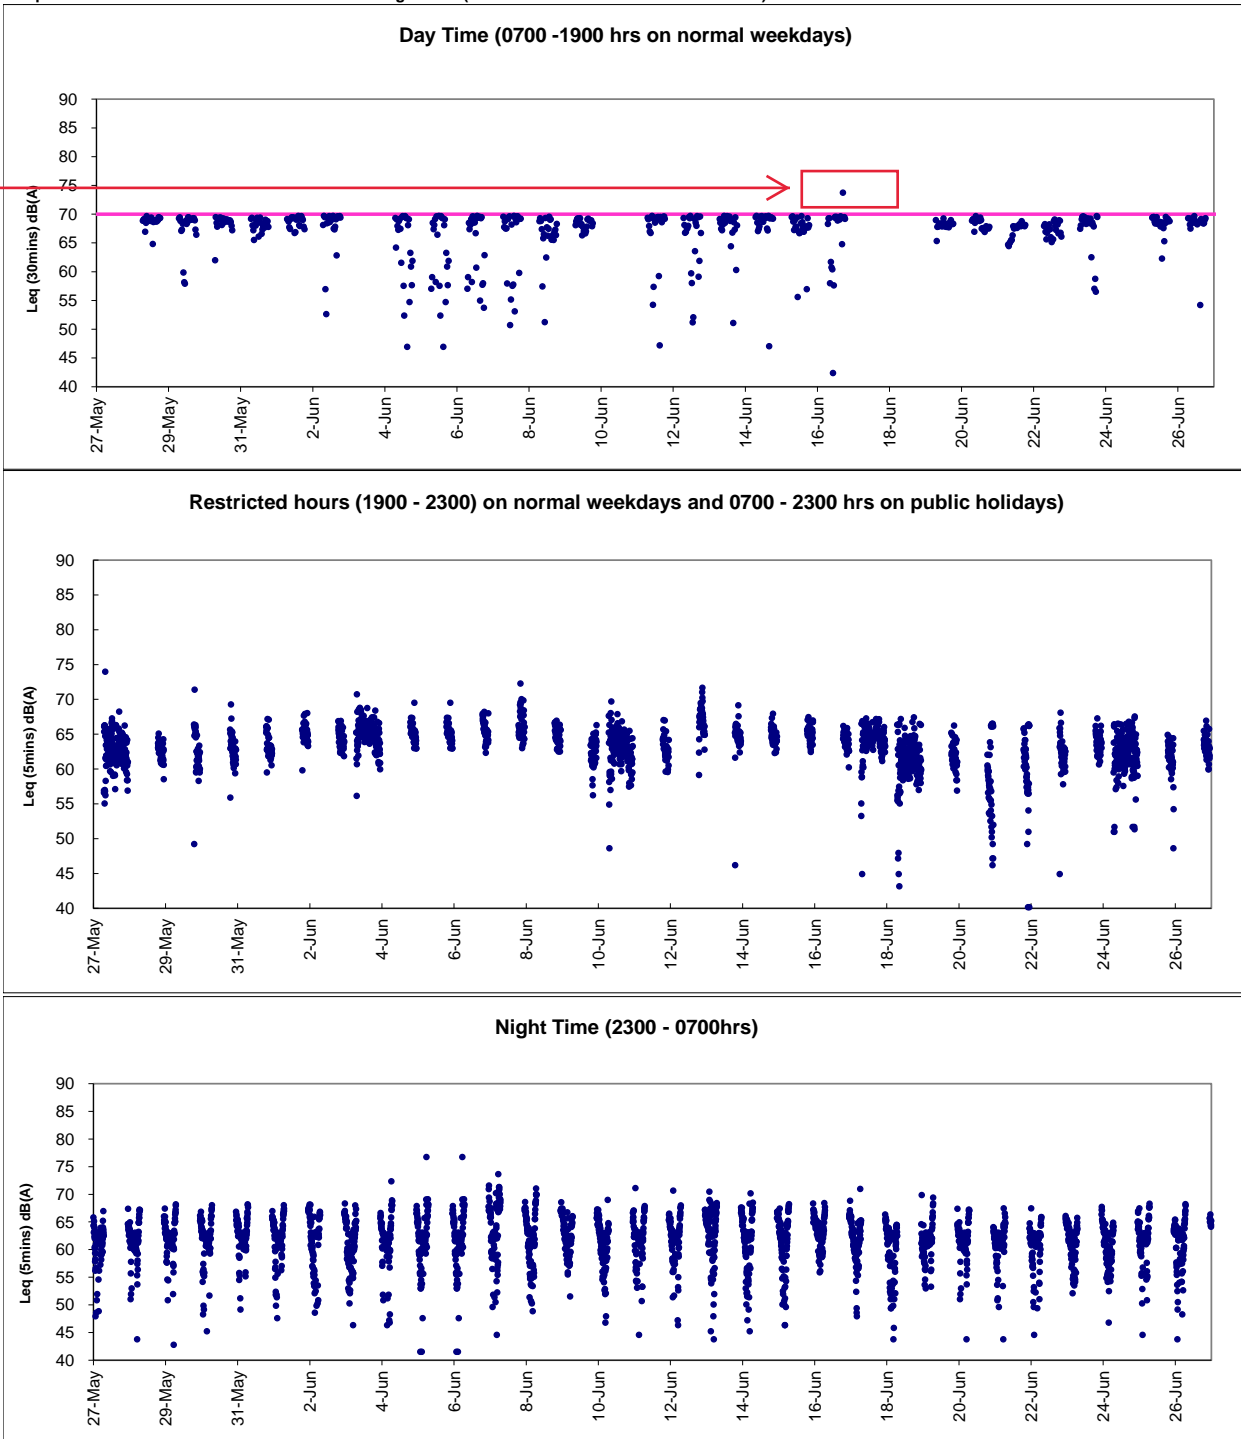 Day Time (0700 -1900 hrs on normal weekdays)
90
85
80
75
70
65
60
55
50
45
40
Leq (30mins) dB(A)
27-May
29-May
31-May
2-Jun
4-Jun
6-Jun
8-Jun
10-Jun
12-Jun
14-Jun
16-Jun
18-Jun
20-Jun
22-Jun
24-Jun
26-Jun
Restricted hours (1900 - 2300) on normal weekdays and 0700 - 2300 hrs on public holidays)
90
85
80
75
70
65
60
55
50
45
40
Leq (5mins) dB(A)
27-May
29-May
31-May
2-Jun
4-Jun
6-Jun
8-Jun
10-Jun
12-Jun
14-Jun
16-Jun
18-Jun
20-Jun
22-Jun
24-Jun
26-Jun
Night Time (2300 - 0700hrs)
90
85
80
75
70
65
60
55
50
45
40
Leq (5mins) dB(A)
27-May
29-May
31-May
2-Jun
4-Jun
6-Jun
8-Jun
10-Jun
12-Jun
14-Jun
16-Jun
18-Jun
20-Jun
22-Jun
24-Jun
26-Jun